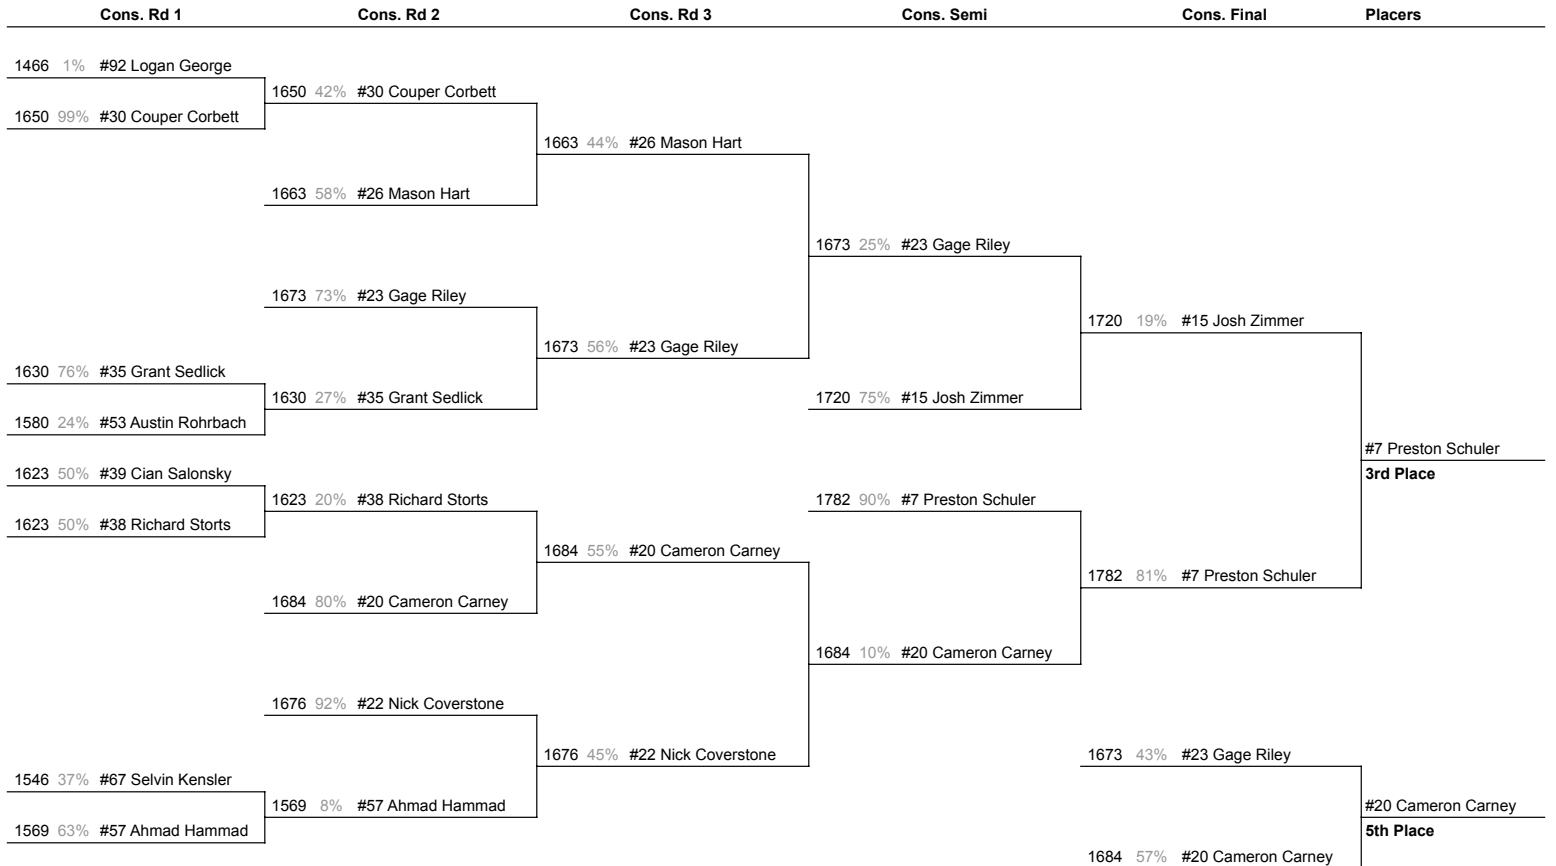 Cons. Rd 1 Cons. Rd 2 Cons. Rd 3 Cons. Semi Cons. Final Placers
1466 1% #92 Logan George
1650 42% #30 Couper Corbett
1650 99% #30 Couper Corbett
1663 44% #26 Mason Hart
1663 58% #26 Mason Hart
1673 25% #23 Gage Riley
1673 73% #23 Gage Riley
1720 19% #15 Josh Zimmer
1673 56% #23 Gage Riley
1630 76% #35 Grant Sedlick
1630 27% #35 Grant Sedlick 1720 75% #15 Josh Zimmer
1580 24% #53 Austin Rohrbach
#7 Preston Schuler
1623 50% #39 Cian Salonsky 3rd Place
1623 20% #38 Richard Storts 1782 90% #7 Preston Schuler
1623 50% #38 Richard Storts
1684 55% #20 Cameron Carney
1782 81% #7 Preston Schuler
1684 80% #20 Cameron Carney
1684 10% #20 Cameron Carney
1676 92% #22 Nick Coverstone
1676 45% #22 Nick Coverstone 1673 43% #23 Gage Riley
1546 37% #67 Selvin Kensler
1569 8% #57 Ahmad Hammad #20 Cameron Carney
1569 63% #57 Ahmad Hammad 5th Place
1684 57% #20 Cameron Carney